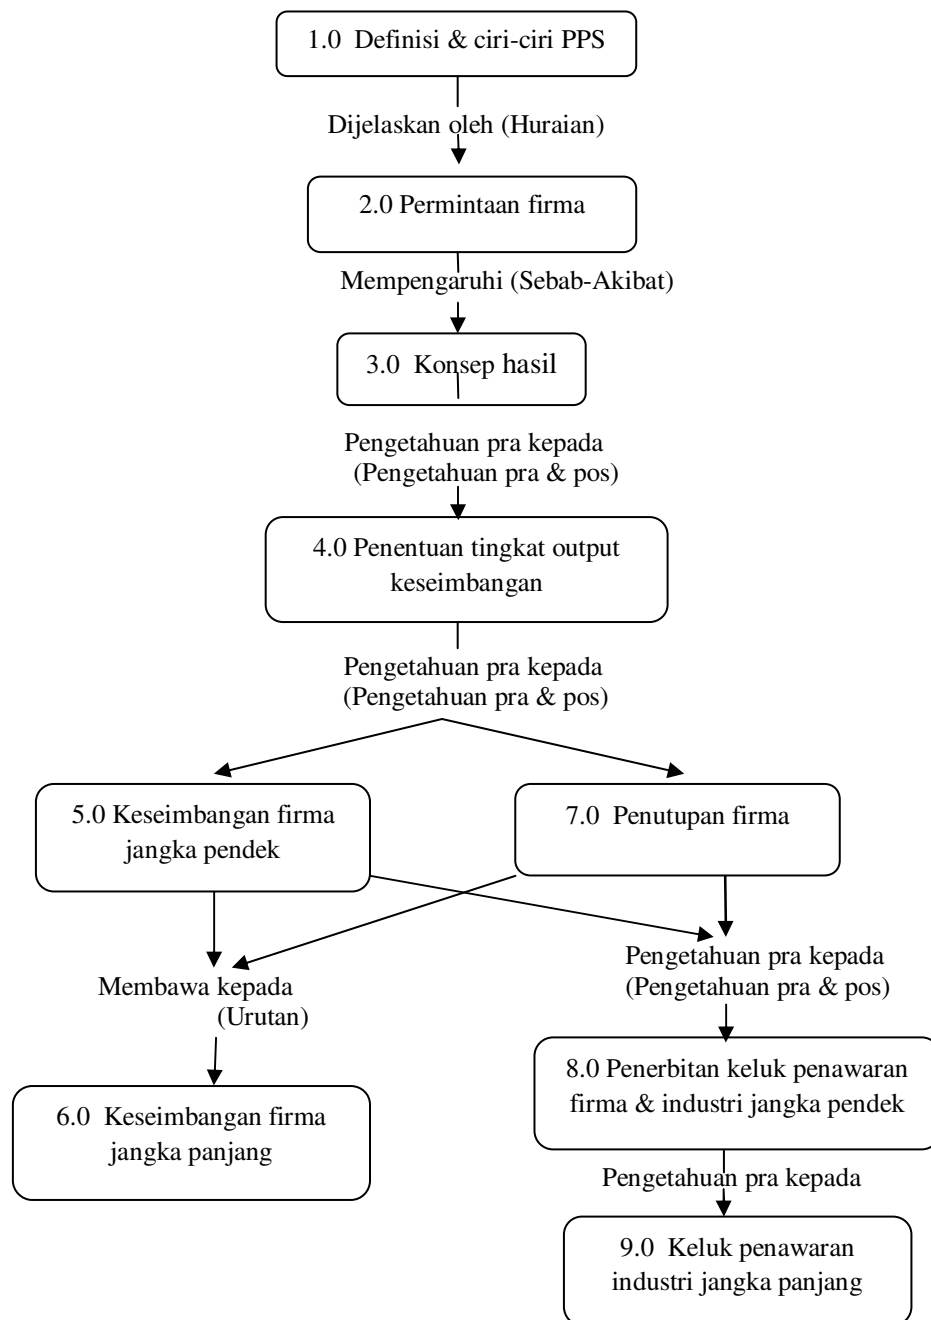 1.0 Definisi & ciri-ciri PPS
Dijelaskan oleh (Huraian)
2.0 Permintaan firma
Mempengaruhi (Sebab-Akibat)
3.0 Konsep hasil
Pengetahuan pra kepada
(Pengetahuan pra & pos)
4.0 Penentuan tingkat output
keseimbangan
Pengetahuan pra kepada
(Pengetahuan pra & pos)
5.0 Keseimbangan firma
jangka pendek
7.0 Penutupan firma
Membawa kepada
(Urutan)
Pengetahuan pra kepada
(Pengetahuan pra & pos)
6.0 Keseimbangan firma
jangka panjang
8.0 Penerbitan keluk penawaran
firma & industri jangka pendek
Pengetahuan pra kepada
9.0 Keluk penawaran
industri jangka panjang